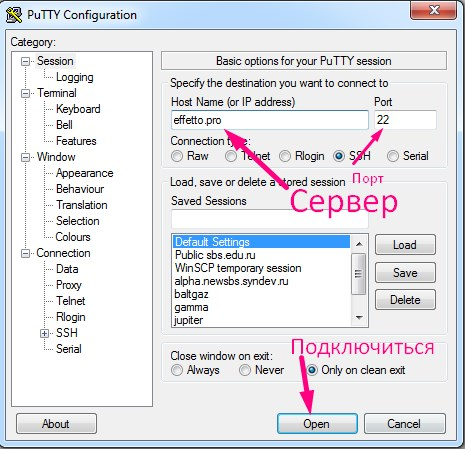 PuTTY Configuration
Category:
Session
Logging
Terminal
Keyboard
Bell
Features
Window
Appearance
Behaviour
Translation
Selection
Colours
Connection
Data
Proxy
Telnet
Rlogin
SSH
Serial
Basic options for your PuTTY session
Specify the destination you want to connect to
Host Name (or IP address)
Port
effetto.pro
22
Connection type:
Raw
Telnet
Rlogin
SSH
Serial
Порт
Сервер
Load, save or delete a stored session
Saved Sessions
Default Settings
Public sbs.edu.ru
WinSCP temporary session
alpha.newsbs.syndev.ru
baltgaz
gamma
jupiter
Load
Save
Delete
Подключиться
Close window on exit:
Always
Never
Only on clean exit
About
Open
Cancel